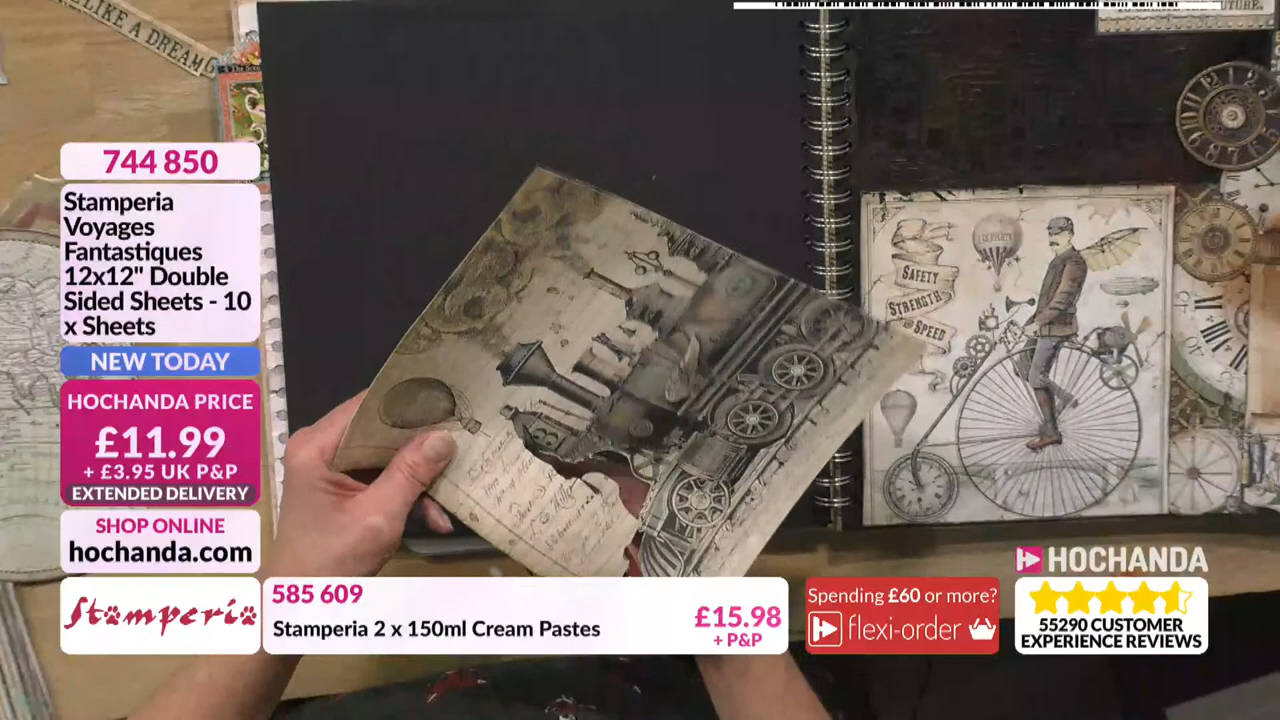 LIKE A DREAM
744 850
Stamperia
Voyages
Fantastiques
12x12" Double
Sided Sheets - 10
x Sheets
NEW TODAY
HOCHANDA PRICE
£11.99
+ £3.95 UK P&P
EXTENDED DELIVERY
SHOP ONLINE
hochanda.com
Stamperia
585 609
Stamperia 2 x 150ml Cream Pastes
£15.98
+ P&P
Spending £60 or more?
flexi-order
HOCHANDA
55290 CUSTOMER
EXPERIENCE REVIEWS
SAFETY
STRENGTH
SPEED